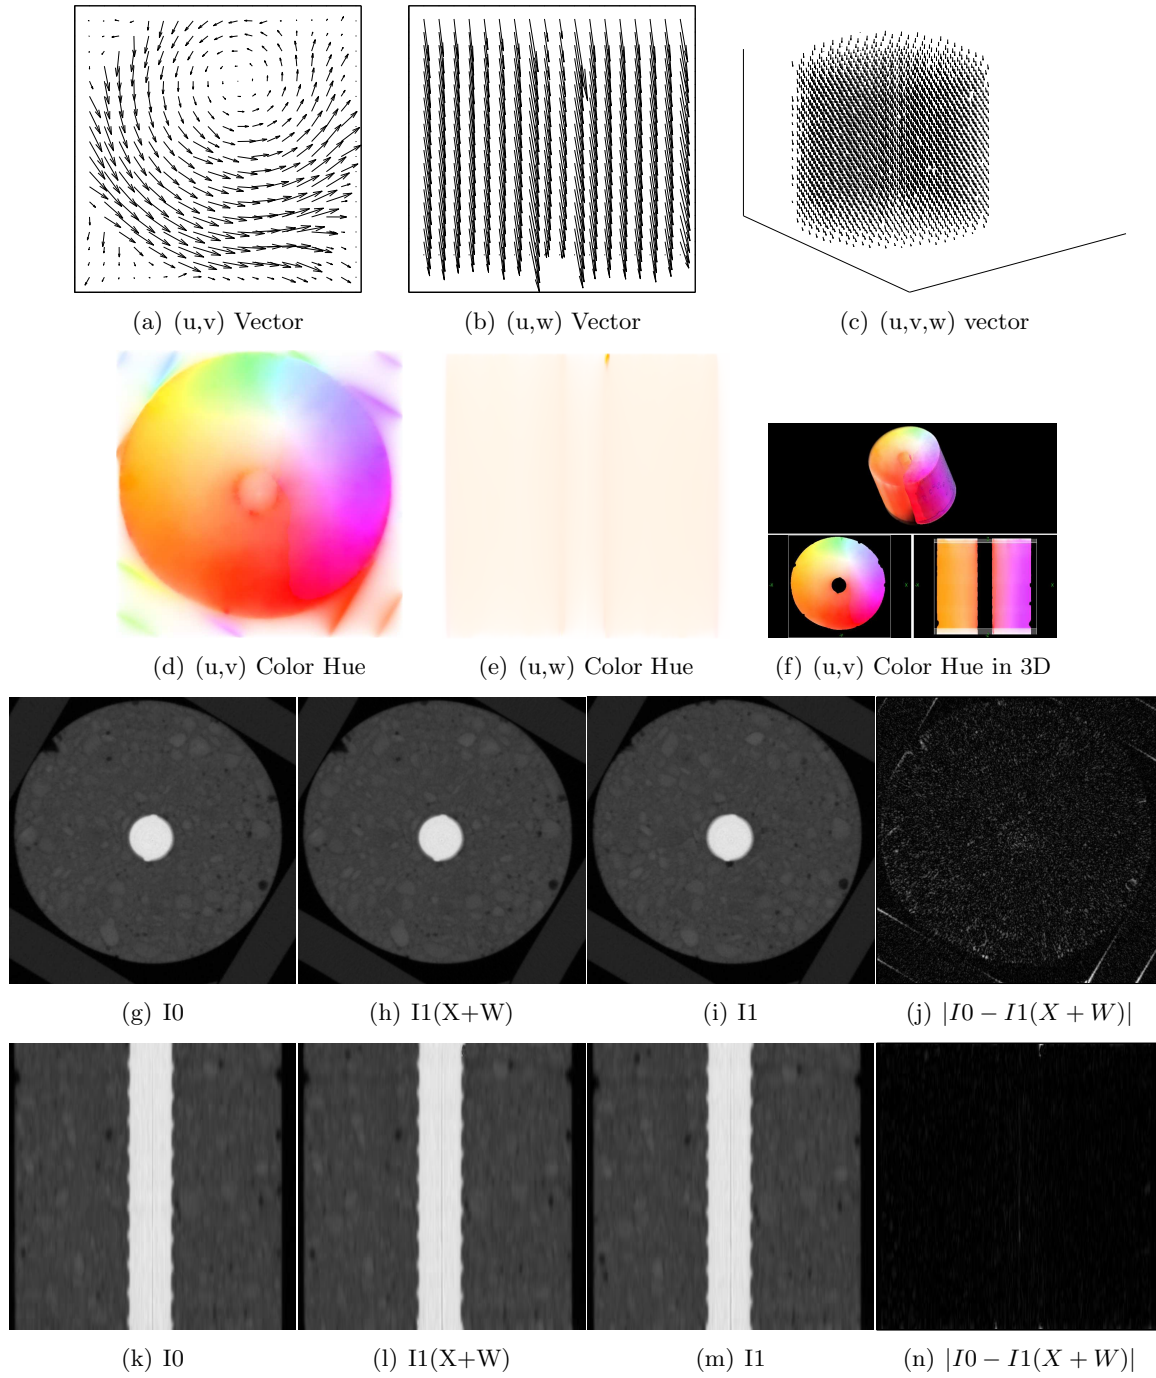 (a) (u,v) Vector
(b) (u,w) Vector
(c) (u,v,w) vector
(d) (u,v) Color Hue
(e) (u,w) Color Hue
(f) (u,v) Color Hue in 3D
(g) I0
(h) I1(X+W)
(i) I1
(j) |I0 − I1(X + W)|
(k) I0
(l) I1(X+W)
(m) I1
(n) |I0 − I1(X + W)|